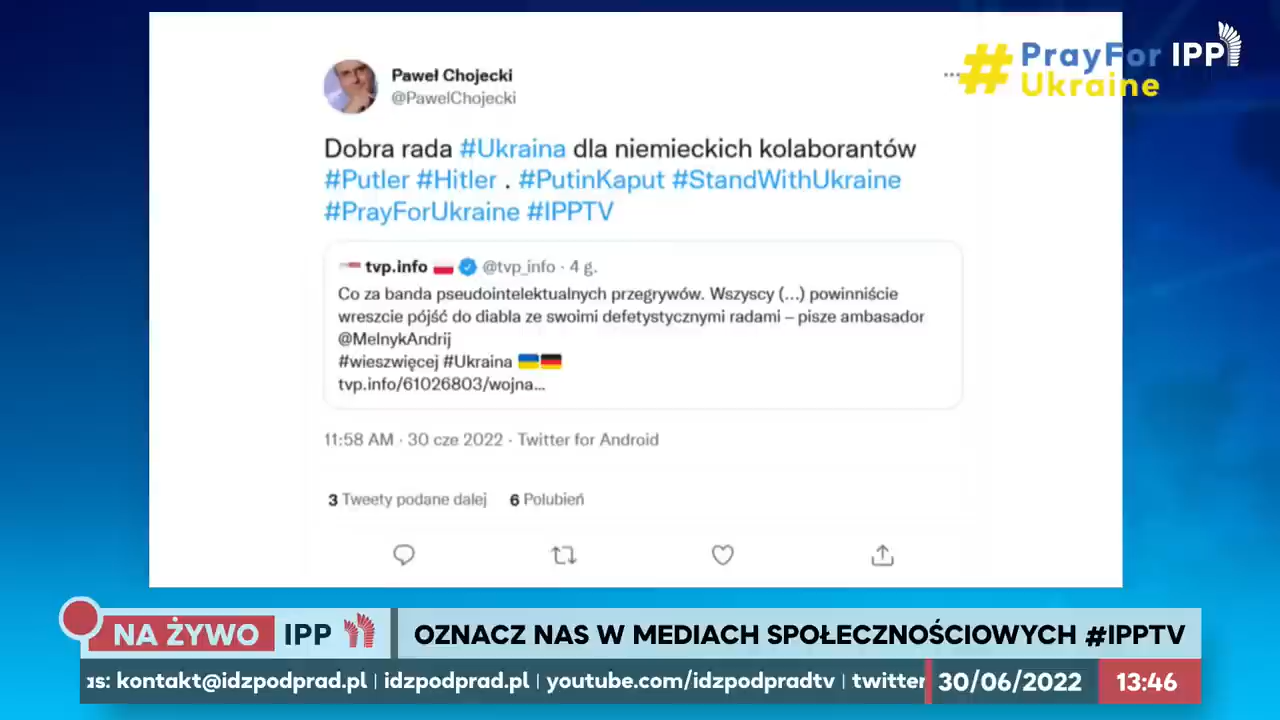 Paweł Chojecki
@PawelChojecki
#PrayFor
Ukraine
IPP
Dobra rada #Ukraina dla niemieckich kolaborantów
#Putler #Hitler . #PutinKaput #StandWithUkraine
#PrayForUkraine #IPPTV
tvp.info @tvp_info · 4 g.
Co za banda pseudointelektualnych przegrywów. Wszyscy (...) powinniście
wreszcie pójść do diabla ze swoimi defetystycznymi radami – pisze ambasador
@MelnykAndrij
#wieszwięcej #Ukraina
tvp.info/61026803/wojna...
11:58 AM · 30 cze 2022 · Twitter for Android
3 Tweety podane dalej 6 Polubień
NA ŻYWO IPP
OZNACZ NAS W MEDIACH SPOŁECZNOŚCIOWYCH #IPPTV
as: kontakt@idzpodprad.pl | idzpodprad.pl | youtube.com/idzpodpradtv | twitter
30/06/2022 13:46